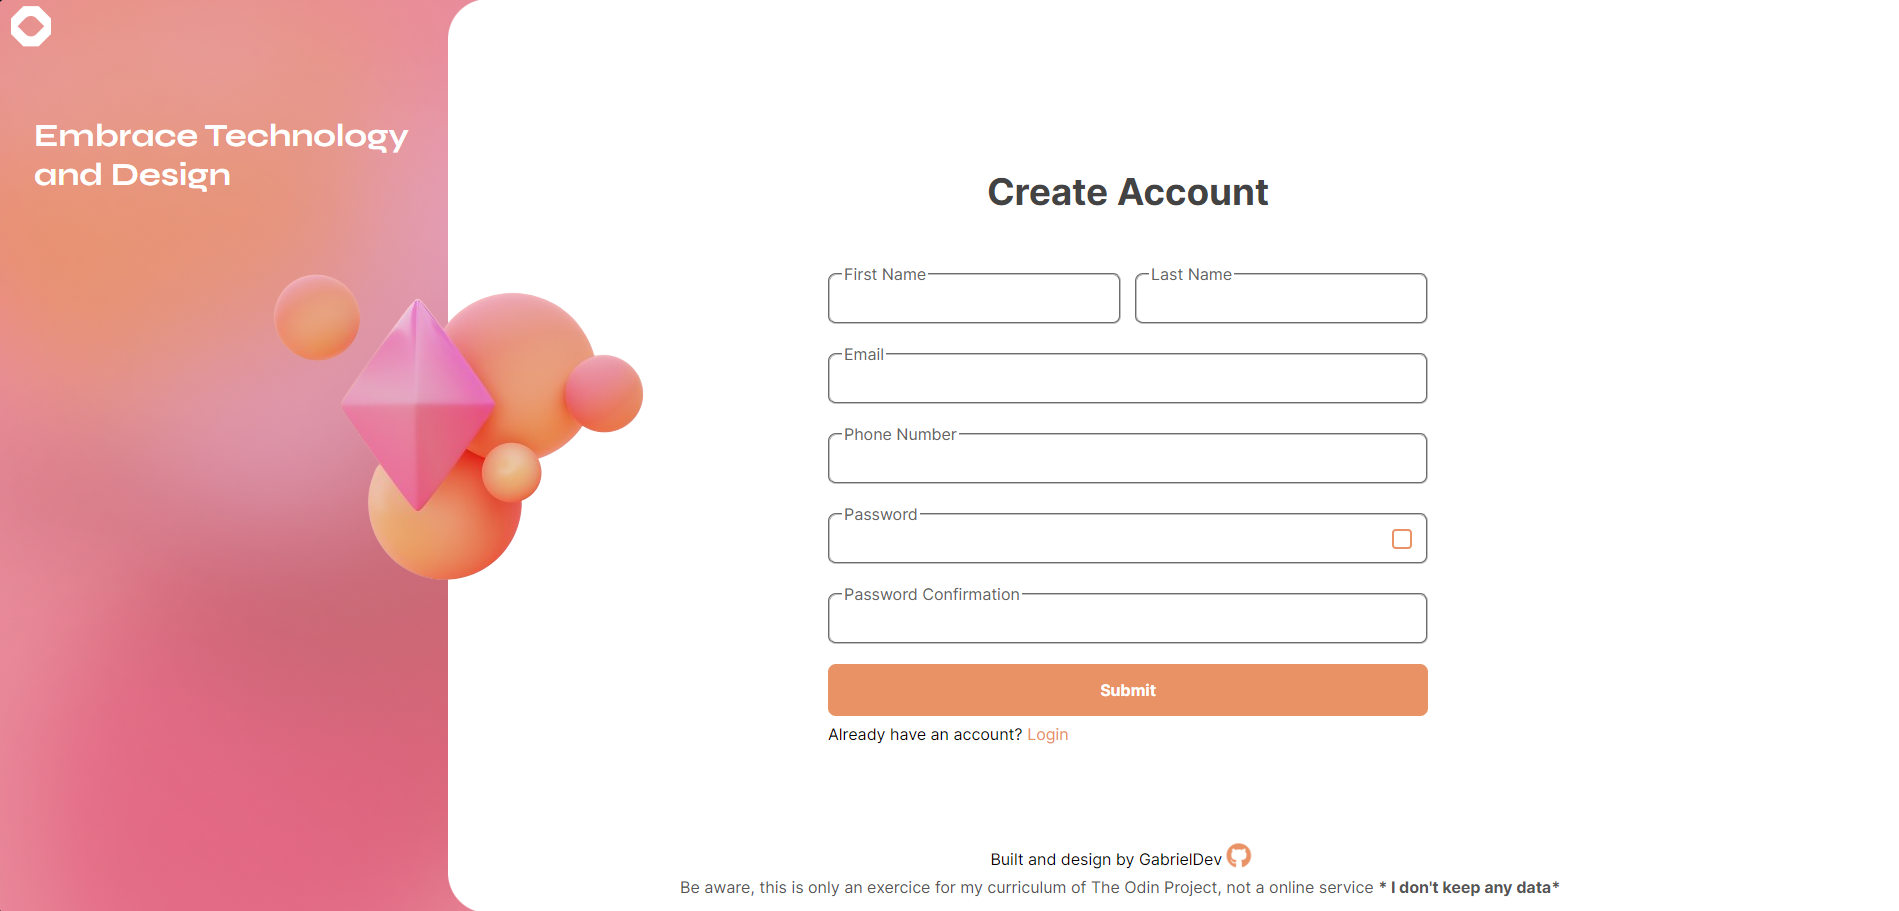 Embrace Technology
and Design
Create Account
First Name
Last Name
Email
Phone Number
Password
Password Confirmation
Submit
Already have an account? Login
Built and design by GabrielDev
Be aware, this is only an exercice for my curriculum of The Odin Project, not a online service * I don't keep any data*